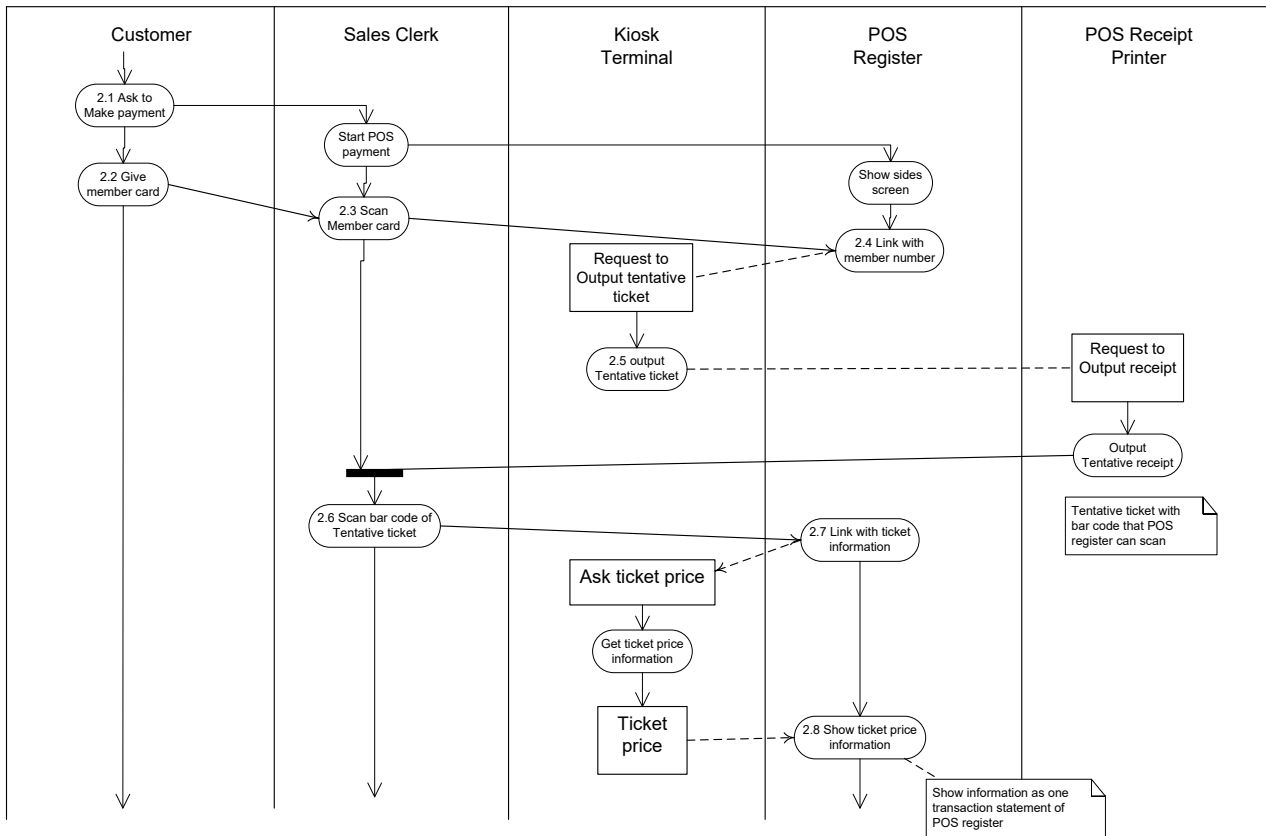 Customer
Sales Clerk
Kiosk
Terminal
POS
Register
POS Receipt
Printer
2.1 Ask to
Make payment
Start POS
payment
2.2 Give
member card
Show sides
screen
2.3 Scan
Member card
2.4 Link with
member number
Request to
Output tentative
ticket
2.5 output
Tentative ticket
Request to
Output receipt
Output
Tentative receipt
2.6 Scan bar code of
Tentative ticket
2.7 Link with ticket
information
Tentative ticket with
bar code that POS
register can scan
Ask ticket price
Get ticket price
information
Ticket
price
2.8 Show ticket price
information
Show information as one
transaction statement of
POS register